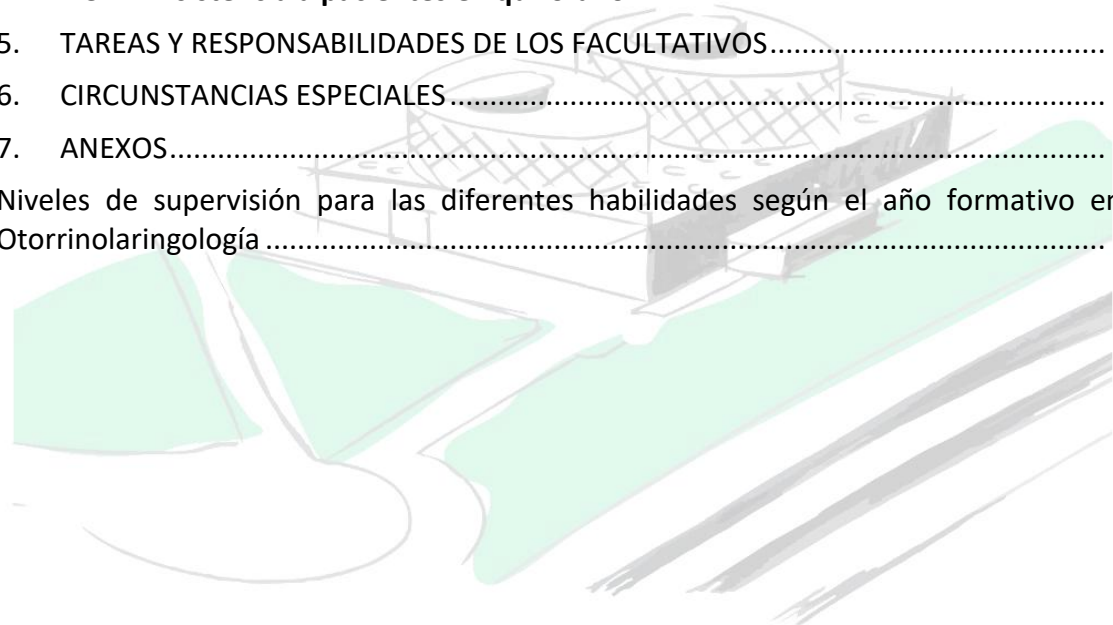 5. TAREAS Y RESPONSABILIDADES DE LOS FACULTATIVOS
6. CIRCUNSTANCIAS ESPECIALES
7. ANEXOS
Niveles de supervisión para las diferentes habilidades según el año formativo en
Otorrinolaringología